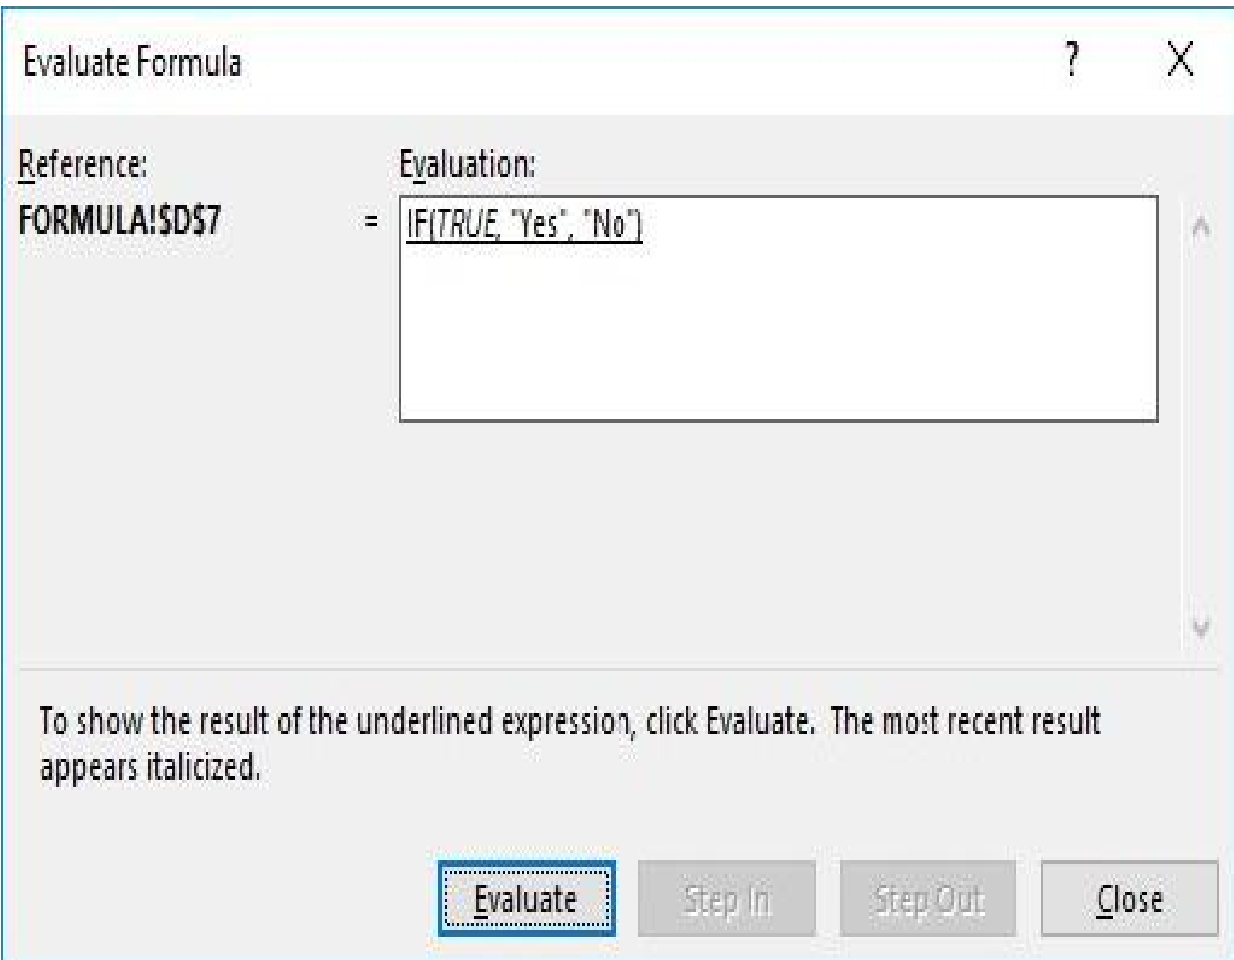 Evaluate Formula ? X
Reference: Evaluation:
FORMULA!$D$7 = IF(TRUE, "Yes", "No")
To show the result of the underlined expression, click Evaluate. The most recent result
appears italicized.
Evaluate Step In Step Out Close